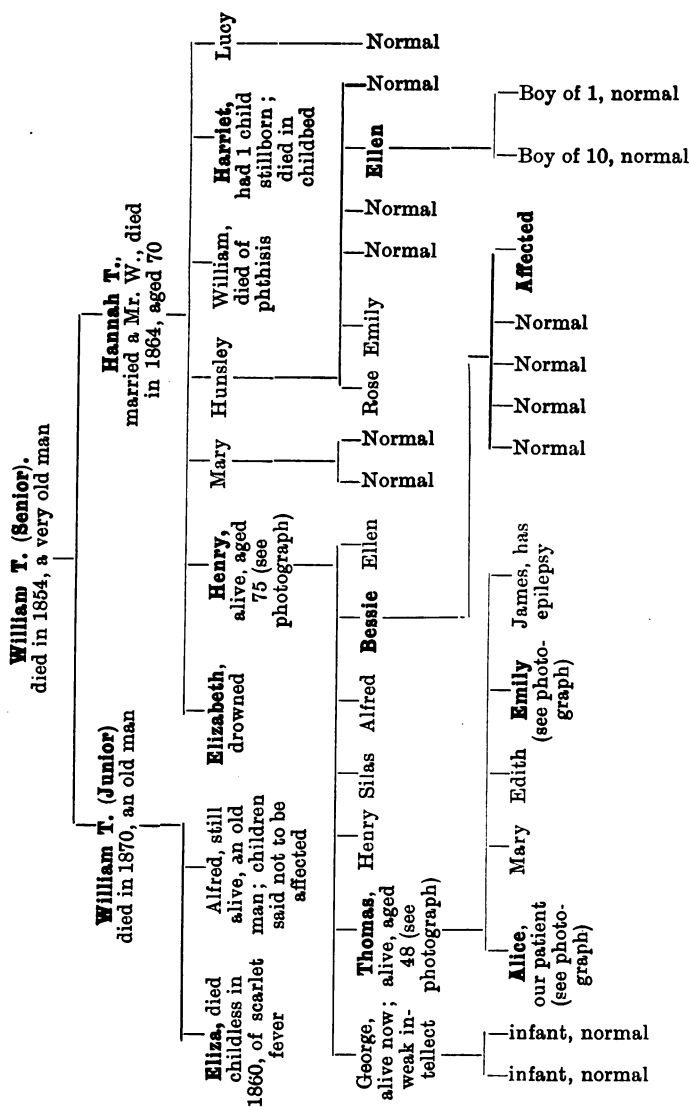 William T. (Senior).
died in 1854, a very old man
William T. (Junior)
died in 1870, an old man
Hannah T.,
married a Mr. W., died
in 1864, aged 70
Eliza, died
childless in
1860, of scarlet
fever
Alfred, still
alive, an old
man; children
said not to be
affected
Elizabeth,
drowned
Henry,
alive, aged
75 (see
photograph)
Mary
Hunsley
William,
died of
phthisis
Harriet,
had 1 child
stillborn;
died in
childbed
Lucy
George,
alive now;
weak in-
tellect
Thomas,
alive, aged
48 (see
photograph)
Henry
Silas
Alfred
Bessie
Ellen
Normal
Normal
Rose
Emily
Normal
Normal
Ellen
Normal
Normal
infant, normal
infant, normal
Alice,
our patient
(see photo-
graph)
Mary
Edith
Emily
(see photo-
graph)
James, has
epilepsy
Normal
Normal
Normal
Normal
Affected
Boy of 10, normal
Boy of 1, normal